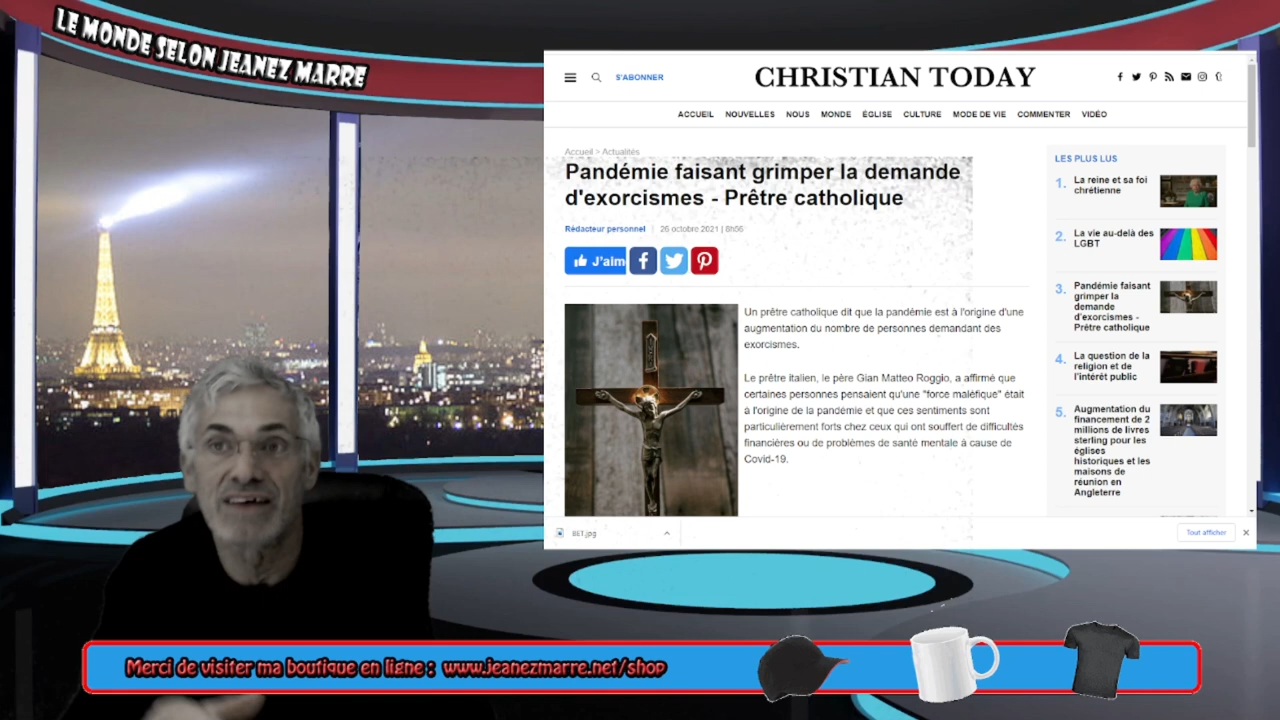 LE MONDE SELON JEANEZ MARRE
S'ABONNER
CHRISTIAN TODAY
ACCUEIL NOUVELLES NOUS MONDE ÉGLISE CULTURE MODE DE VIE COMMENTER VIDÉO
Accueil > Actualités
Pandémie faisant grimper la demande
d'exorcismes - Prêtre catholique
Rédacteur personnel | 26 octobre 2021 | 8h56
J'aim
Un prêtre catholique dit que la pandémie est à l'origine d'une
augmentation du nombre de personnes demandant des
exorcismes.
Le prêtre italien, le père Gian Matteo Roggio, a affirmé que
certaines personnes pensaient qu'une "force maléfique" était
à l'origine de la pandémie et que ces sentiments sont
particulièrement forts chez ceux qui ont souffert de difficultés
financières ou de problèmes de santé mentale à cause de
Covid-19.
LES PLUS LUS
1. La reine et sa foi
chrétienne
2. La vie au-delà des
LGBT
3. Pandémie faisant
grimper la
demande
d'exorcismes -
Prêtre catholique
4. La question de la
religion et de
l'intérêt public
5. Augmentation du
financement de 2
millions de livres
sterling pour les
églises
historiques et les
maisons de
réunion en
Angleterre
BET.jpg
Tout afficher
Merci de visiter ma boutique en ligne : www.jeanezmarre.net/shop